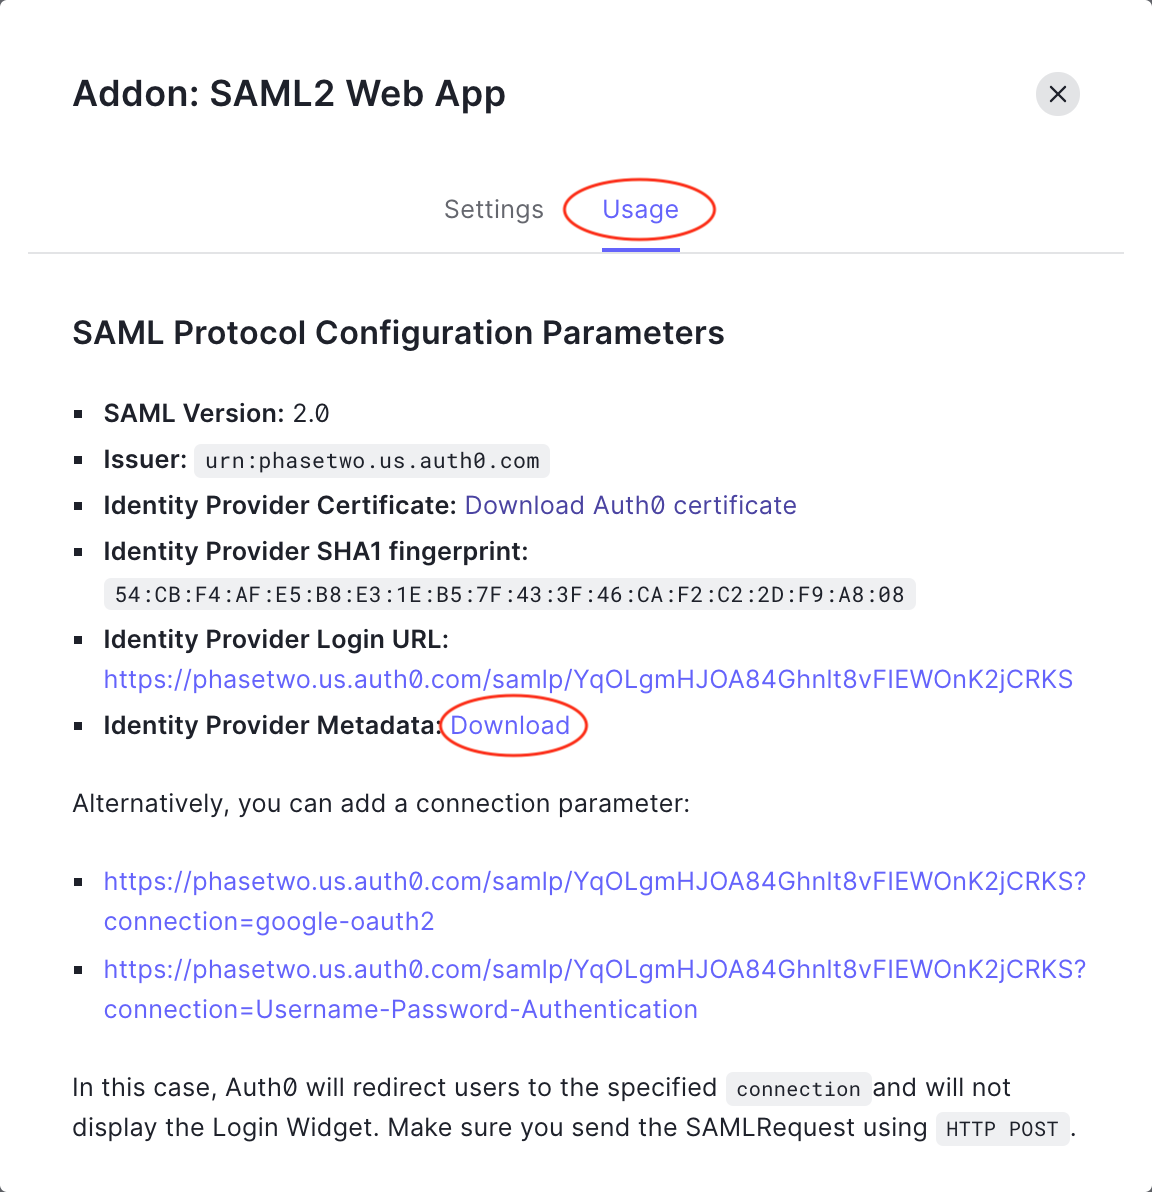 Addon: SAML2 Web App
Settings
Usage
SAML Protocol Configuration Parameters
SAML Version: 2.0
Issuer: urn:phasetwo.us.auth0.com
Identity Provider Certificate: Download Auth0 certificate
Identity Provider SHA1 fingerprint:
54:CB:F4:AF:E5:B8:E3:1E:B5:7F:43:3F:46:CA:F2:C2:2D:F9:A8:08
Identity Provider Login URL:
https://phasetwo.us.auth0.com/samlp/YqOLgmHJOA84GhnIt8vFIEWOnK2jCRKS
Identity Provider Metadata: Download
Alternatively, you can add a connection parameter:
https://phasetwo.us.auth0.com/samlp/YqOLgmHJOA84GhnIt8vFIEWOnK2jCRKS?
connection=google-oauth2
https://phasetwo.us.auth0.com/samlp/YqOLgmHJOA84GhnIt8vFIEWOnK2jCRKS?
connection=Username-Password-Authentication
In this case, Auth0 will redirect users to the specified connection and will not
display the Login Widget. Make sure you send the SAMLRequest using HTTP POST.